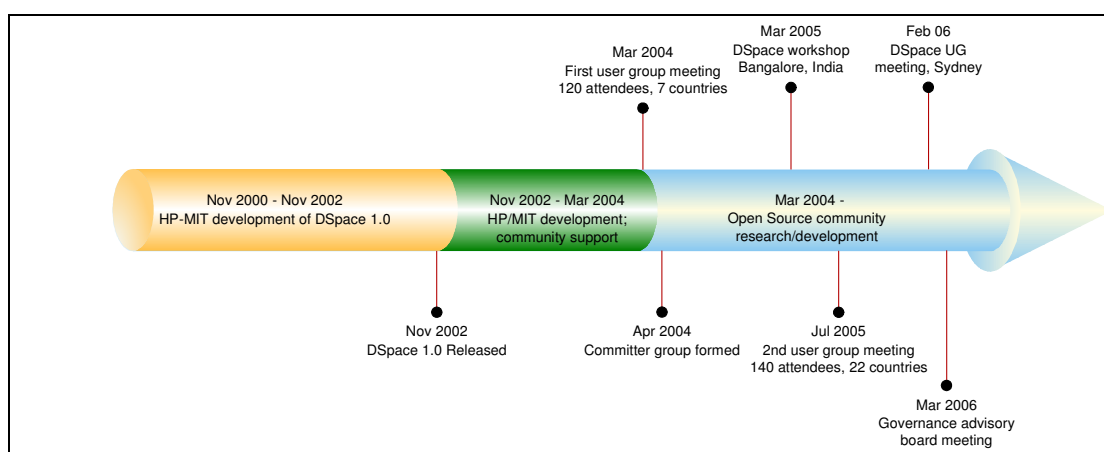 Mar 2004
First user group meeting
120 attendees, 7 countries
Mar 2005
DSpace workshop
Bangalore, India
Feb 06
DSpace UG
meeting, Sydney
Nov 2000 - Nov 2002
HP-MIT development of DSpace 1.0
Nov 2002 - Mar 2004
HP/MIT development;
community support
Mar 2004 -
Open Source community
research/development
Nov 2002
DSpace 1.0 Released
Apr 2004
Committer group formed
Jul 2005
2nd user group meeting
140 attendees, 22 countries
Mar 2006
Governance advisory
board meeting